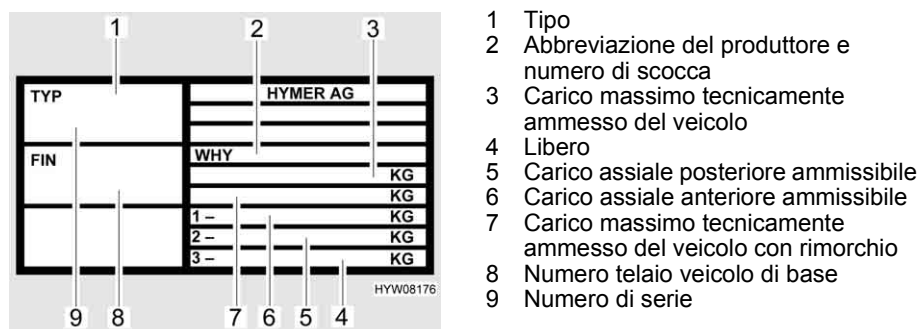 1 2 3
TYP
HYMER AG
FIN
WHY
KG
KG
1 – KG
2 – KG
3 – KG
HYW08176
9 8 7 6 5 4
1 Tipo
2 Abbreviazione del produttore e
numero di scocca
3 Carico massimo tecnicamente
ammesso del veicolo
4 Libero
5 Carico assiale posteriore ammissibile
6 Carico assiale anteriore ammissibile
7 Carico massimo tecnicamente
ammesso del veicolo con rimorchio
8 Numero telaio veicolo di base
9 Numero di serie